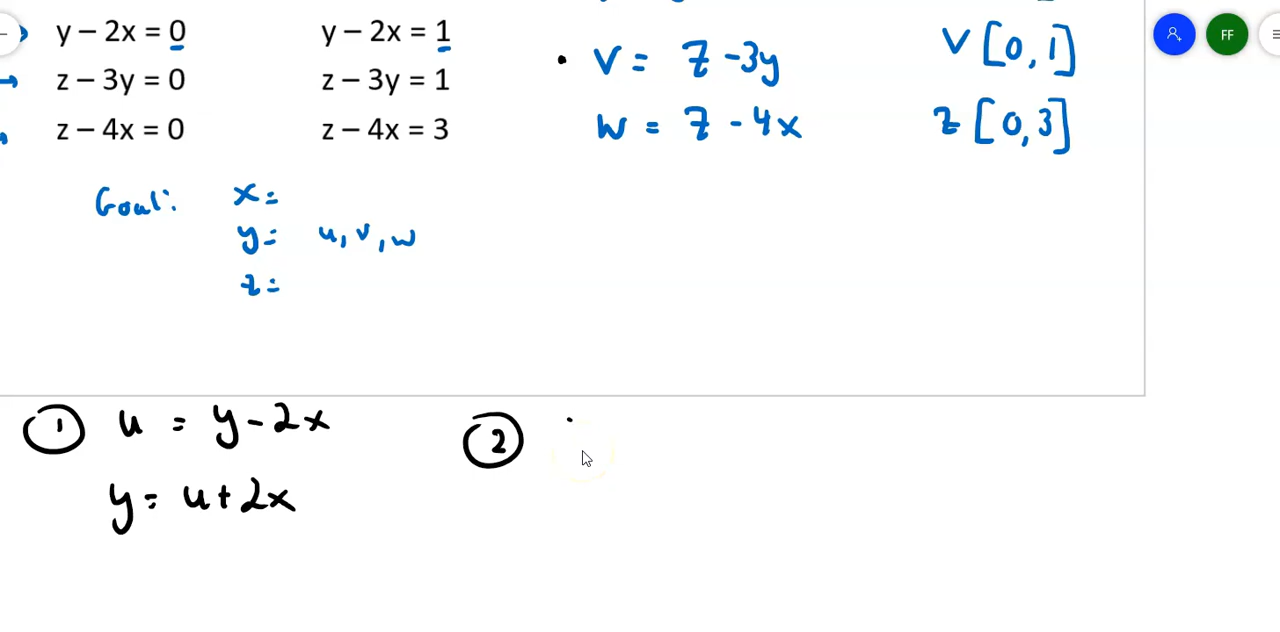 y – 2x = 0 y – 2x = 1
z – 3y = 0 z – 3y = 1
z – 4x = 0 z – 4x = 3
v = z - 3y v [0, 1]
w = z - 4x z [0, 3]
Goal: x =
y = u, v, w
z =
① u = y - 2x ②
y = u + 2x
FF